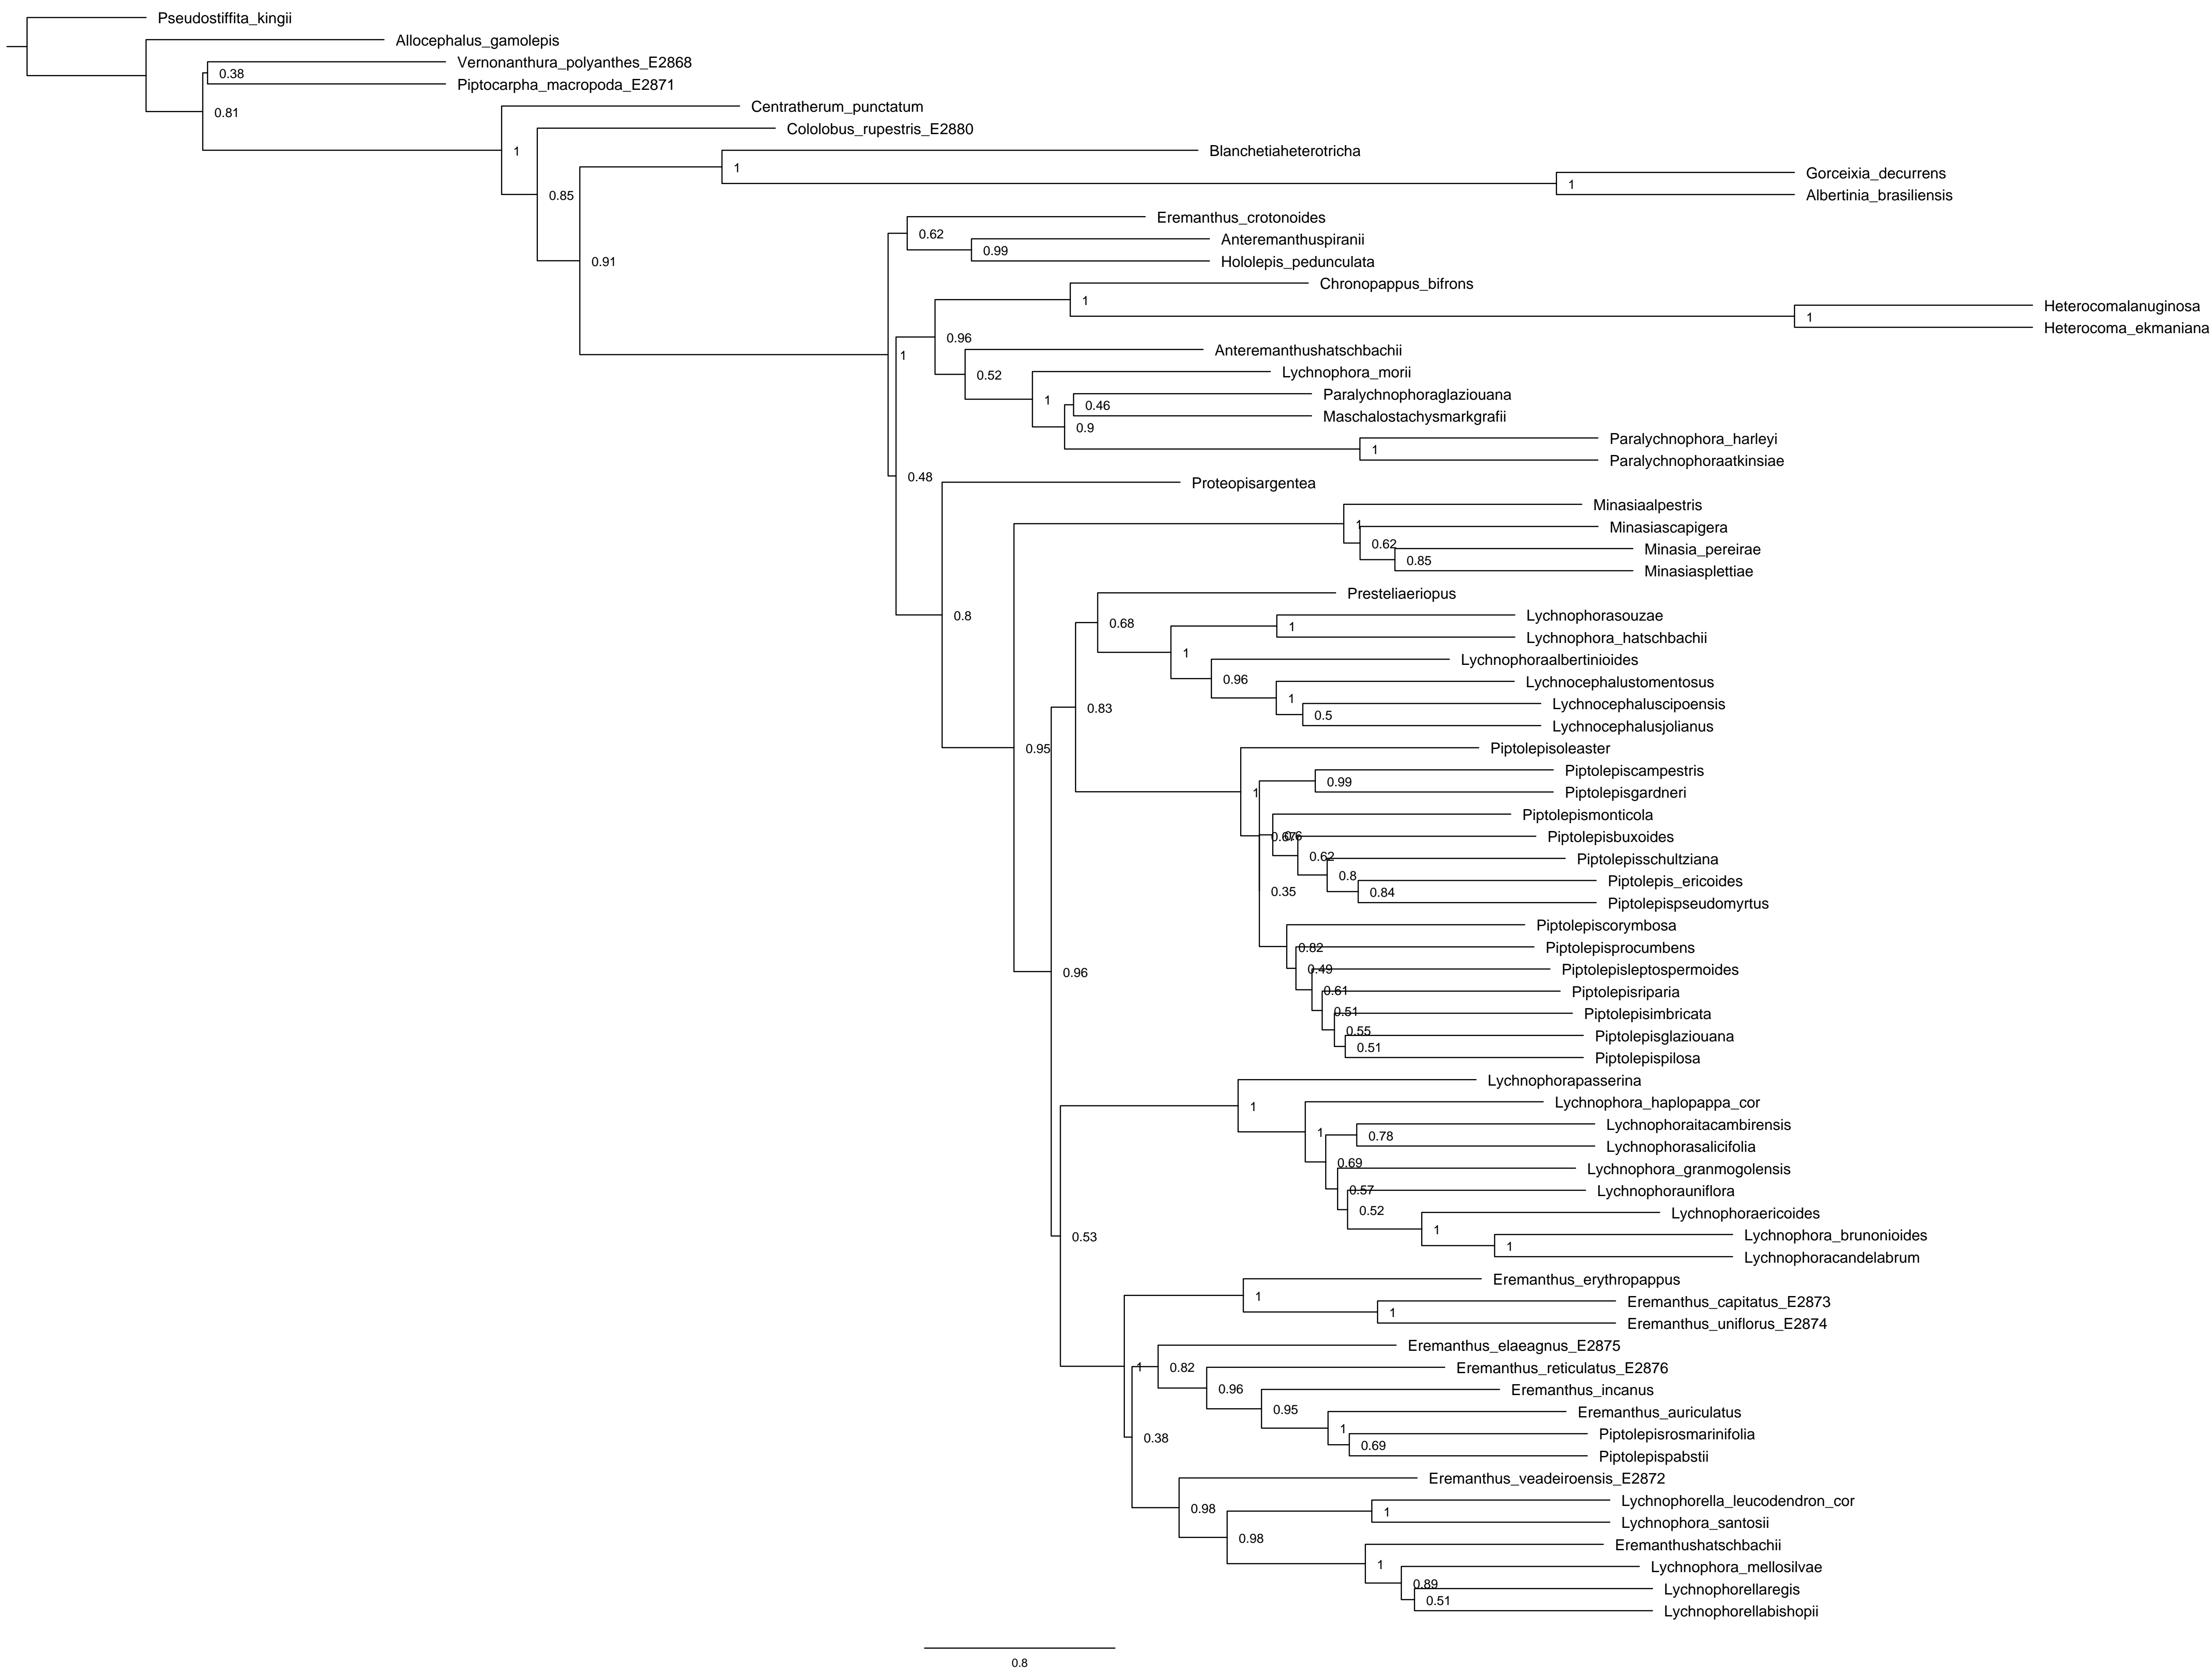 Pseudostiffita_kingii
Allocephalus_gamolepis
Vernonanthura_polyanthes_E2868
0.38
Piptocarpha_macropoda_E2871
Centratherum_punctatum
0.81
Cololobus_rupestris_E2880
1
Blanchetiaheterotricha
1
Gorceixia_decurrens
1
Albertinia_brasiliensis
0.85
Eremanthus_crotonoides
0.62
Anteremanthuspiranii
0.99
Hololepis_pedunculata
0.91
Chronopappus_bifrons
1
Heterocomalanuginosa
1
Heterocoma_ekmaniana
0.96
Anteremanthushatschbachii
1
Lychnophora_morii
0.52
Paralychnophoraglaziouana
1
0.46
Maschalostachysmarkgrafii
0.9
Paralychnophora_harleyi
1
Paralychnophoraatkinsiae
0.48
Proteopisargentea
Minasiaalpestris
1
Minasiascapigera
0.62
Minasia_pereirae
0.85
Minasiasplettiae
Presteliaeriopus
0.8
Lychnophorasouzae
0.68
1
Lychnophora_hatschbachii
1
Lychnophoraalbertinioides
0.96
Lychnocephalustomentosus
1
Lychnocephaluscipoensis
0.83
0.5
Lychnocephalusjolianus
0.95
Piptolepisoleaster
Piptolepiscampestris
0.99
1
Piptolepisgardneri
Piptolepismonticola
0.67
0.6
Piptolepisbuxoides
0.62
Piptolepisschultziana
0.8
Piptolepis_ericoides
0.35
0.84
Piptolepispseudomyrtus
Piptolepiscorymbosa
0.82
Piptolepisprocumbens
0.96
0.49
Piptolepisleptospermoides
0.61
Piptolepisriparia
0.51
Piptolepisimbricata
0.55
Piptolepisglaziouana
0.51
Piptolepispilosa
Lychnophorapasserina
1
Lychnophora_haplopappa_cor
1
Lychnophoraitacambirensis
0.78
Lychnophorasalicifolia
0.69
Lychnophora_granmogolensis
0.57
Lychnophorauniflora
0.52
Lychnophoraericoides
0.53
1
Lychnophora_brunonioides
1
Lychnophoracandelabrum
Eremanthus_erythropappus
1
Eremanthus_capitatus_E2873
1
Eremanthus_uniflorus_E2874
Eremanthus_elaeagnus_E2875
1
0.82
Eremanthus_reticulatus_E2876
0.96
Eremanthus_incanus
0.95
Eremanthus_auriculatus
1
0.38
Piptolepisrosmarinifolia
0.69
Piptolepispabstii
Eremanthus_veadeiroensis_E2872
0.98
Lychnophorella_leucodendron_cor
1
Lychnophora_santosii
0.98
Eremanthushatschbachii
1
Lychnophora_mellosilvae
0.89
Lychnophorellaregis
0.51
Lychnophorellabishopii
0.8